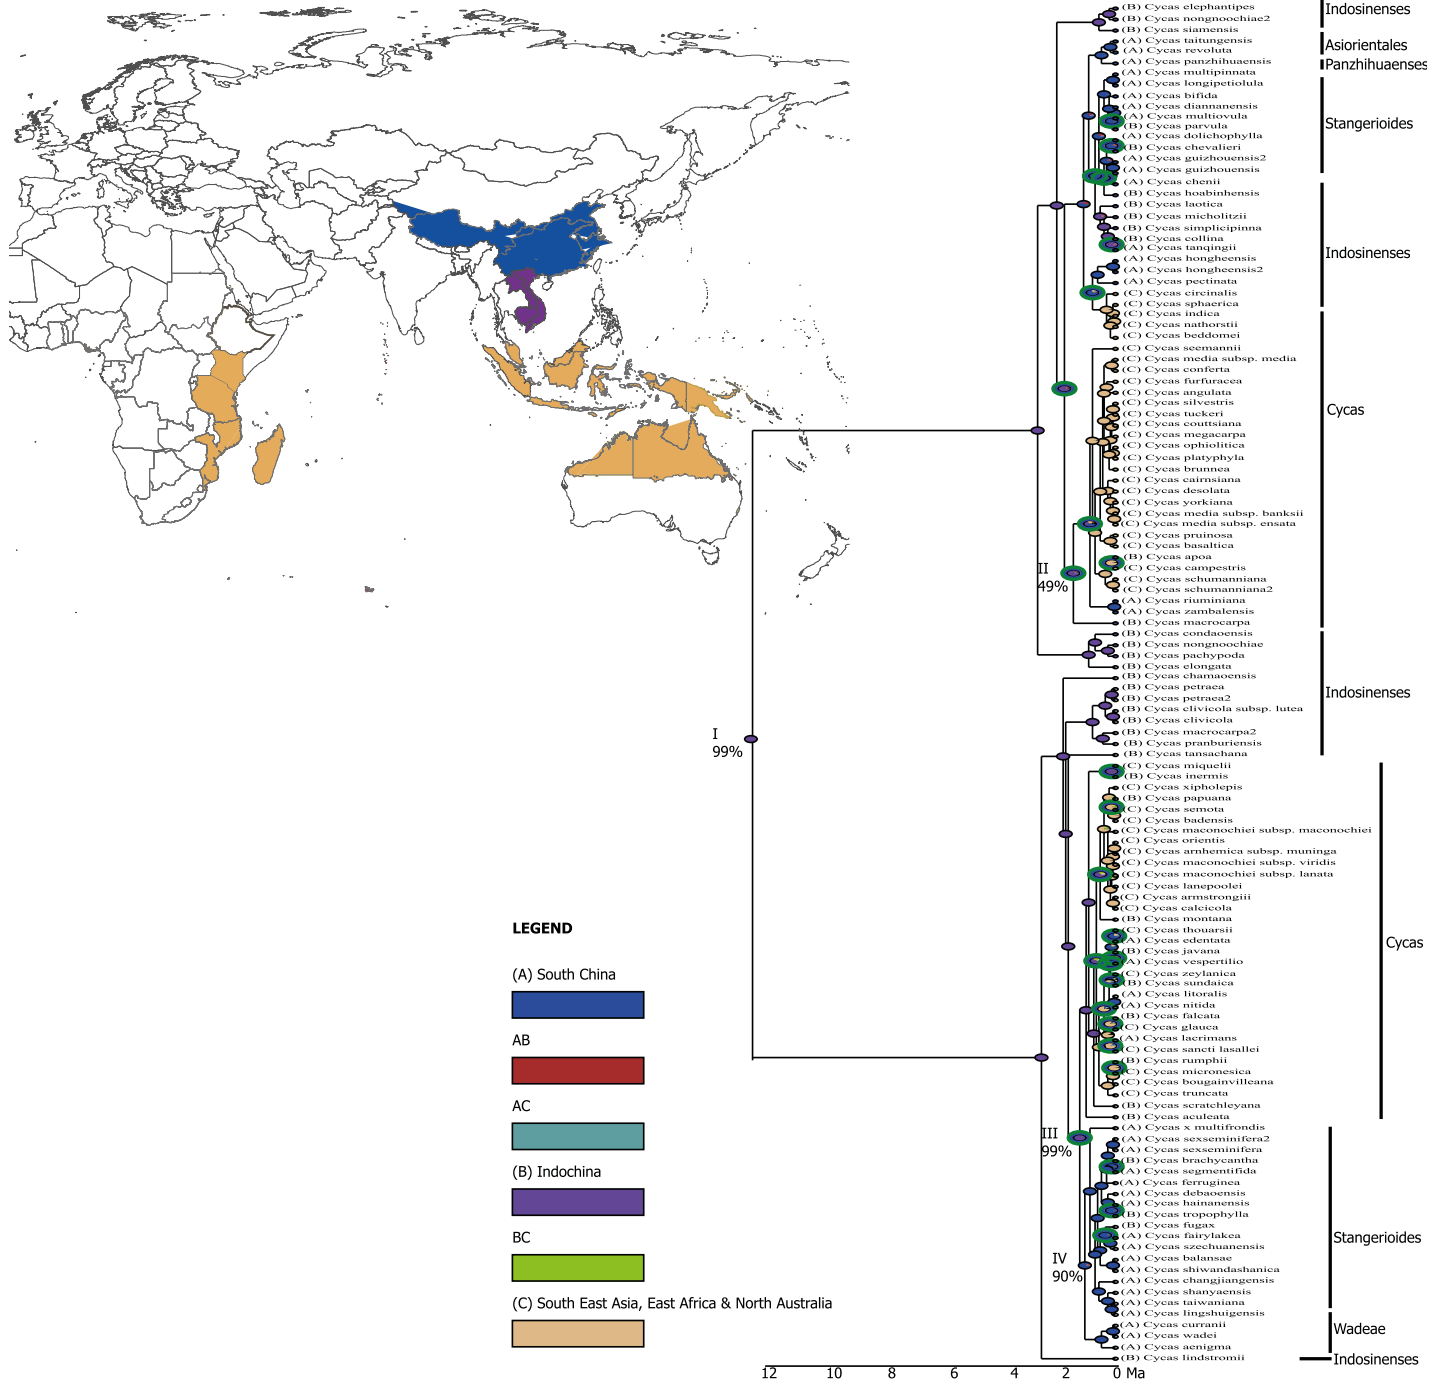 (B) Cycas elephantipes
(B) Cycas nongnoochiae2
(B) Cycas siamensis
Indosinenses
(A) Cycas taitungensis
(A) Cycas revoluta
Asiorientales
(A) Cycas panzhihuaensis
Panzhihuaenses
(A) Cycas multipinnata
(A) Cycas longipetiolula
(A) Cycas bifida
(A) Cycas diannanensis
(A) Cycas multiovula
(B) Cycas parvula
(A) Cycas dolichophylla
(B) Cycas chevalieri
(A) Cycas guizhouensis2
(A) Cycas guizhouensis
Stangerioides
(A) Cycas chenii
(B) Cycas hoabinhensis
(B) Cycas laotica
(B) Cycas micholitzii
(B) Cycas simplicipinna
(B) Cycas collina
(A) Cycas tanqingii
(A) Cycas hongheensis
(A) Cycas hongheensis2
(A) Cycas pectinata
(C) Cycas circinalis
(C) Cycas sphaerica
Indosinenses
(C) Cycas indica
(C) Cycas nathorstii
(C) Cycas beddomei
(C) Cycas seemannii
(C) Cycas media subsp. media
(C) Cycas conferta
(C) Cycas furfuracea
(C) Cycas angulata
(C) Cycas silvestris
(C) Cycas tuckeri
(C) Cycas couttsiana
(C) Cycas megacarpa
(C) Cycas ophiolitica
(C) Cycas platyphyla
(C) Cycas brunnea
(C) Cycas cairnsiana
(C) Cycas desolata
(C) Cycas yorkiana
(C) Cycas media subsp. banksii
(C) Cycas media subsp. ensata
(C) Cycas pruinosa
(C) Cycas basaltica
(B) Cycas apoa
(C) Cycas campestris
(C) Cycas schumanniana
(C) Cycas schumanniana2
(A) Cycas riuminiana
(A) Cycas zambalensis
(B) Cycas macrocarpa
Cycas
II
49%
(B) Cycas condaoensis
(B) Cycas nongnoochiae
(B) Cycas pachypoda
(B) Cycas elongata
(B) Cycas chamaoensis
(B) Cycas petraea
(B) Cycas petraea2
(B) Cycas clivicola subsp. lutea
(B) Cycas clivicola
(B) Cycas macrocarpa2
(B) Cycas pranburiensis
(B) Cycas tansachana
Indosinenses
I
99%
(C) Cycas miquelii
(B) Cycas inermis
(C) Cycas xipholepis
(B) Cycas papuana
(C) Cycas semota
(C) Cycas badensis
(C) Cycas maconochiei subsp. maconochiei
(C) Cycas orientis
(C) Cycas arnhemica subsp. muninga
(C) Cycas maconochiei subsp. viridis
(C) Cycas maconochiei subsp. lanata
(C) Cycas lanepoolei
(C) Cycas armstrongiii
(C) Cycas calcicola
(B) Cycas montana
(C) Cycas thouarsii
(A) Cycas edentata
(B) Cycas javana
(A) Cycas vespertilio
(C) Cycas zeylanica
(B) Cycas sundaica
(A) Cycas litoralis
(A) Cycas nitida
(B) Cycas falcata
(C) Cycas glauca
(A) Cycas lacrimans
(C) Cycas sancti lasallei
(B) Cycas rumphii
(C) Cycas micronesica
(C) Cycas bougainvilleana
(C) Cycas truncata
(B) Cycas scratchleyana
(B) Cycas aculeata
Cycas
(A) Cycas x multifrondis
(A) Cycas sexseminifera2
(A) Cycas sexseminifera
(B) Cycas brachycantha
(A) Cycas segmentifida
(A) Cycas ferruginea
(A) Cycas debaoensis
(A) Cycas hainanensis
(B) Cycas tropophylla
(B) Cycas fugax
(A) Cycas fairylakea
(A) Cycas szechuanensis
(A) Cycas balansae
(A) Cycas shiwandashanica
(A) Cycas changjiangensis
(A) Cycas shanyaensis
(A) Cycas taiwaniana
(A) Cycas lingshuigensis
Stangerioides
III
99%
IV
90%
(A) Cycas curranii
(A) Cycas wadei
(A) Cycas aenigma
Wadeae
(B) Cycas lindstromii
Indosinenses
LEGEND
(A) South China
AB
AC
(B) Indochina
BC
(C) South East Asia, East Africa & North Australia
12 10 8 6 4 2 0 Ma